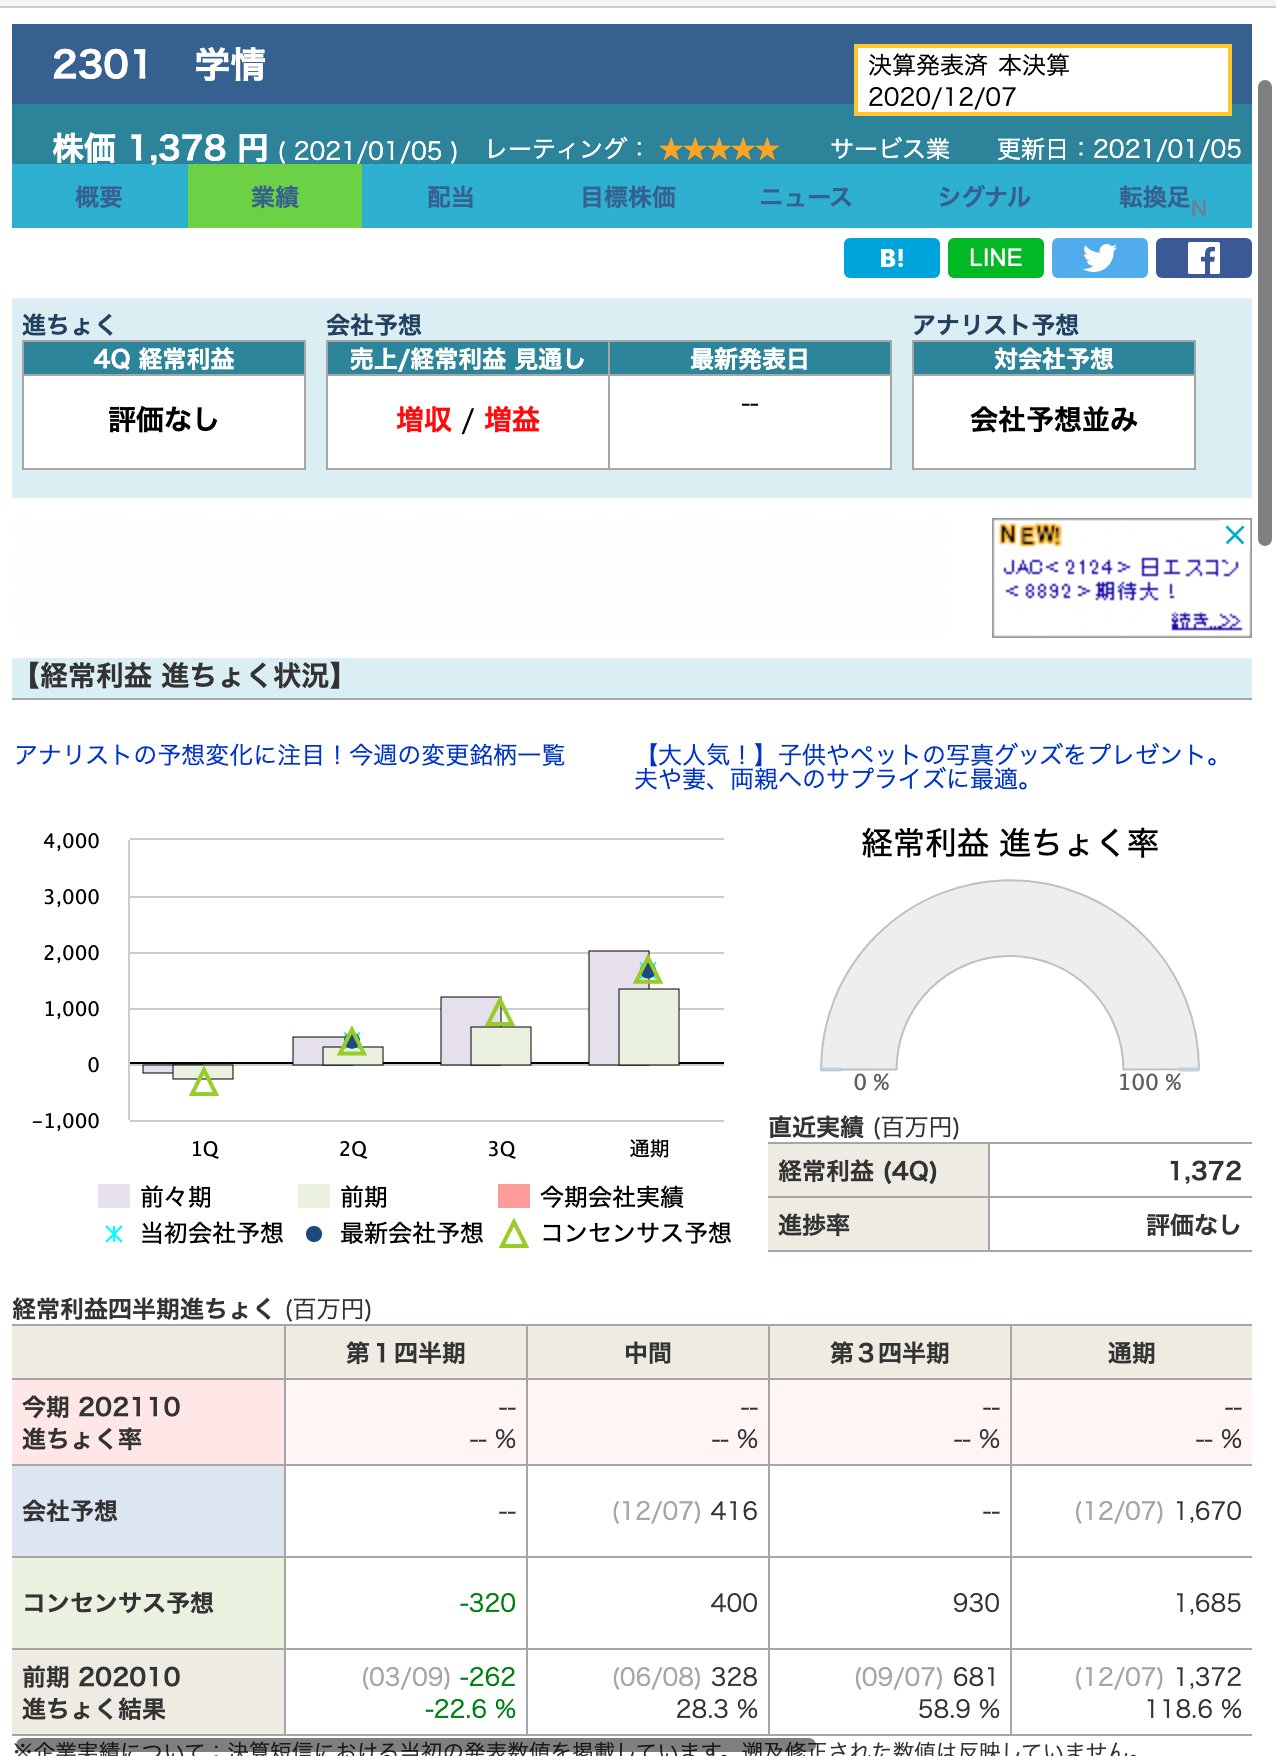 2301 学情
決算発表済 本決算
2020/12/07
株価 1,378 円 ( 2021/01/05 ) レーティング： ★★★★★ サービス業 更新日：2021/01/05
概要 業績 配当 目標株価 ニュース シグナル 転換足N
B! LINE
進ちょく 会社予想 アナリスト予想
4Q 経常利益 売上/経常利益 見通し 最新発表日 対会社予想
評価なし 増収 / 増益 -- 会社予想並み
NEW!
JAC<2124> 日エスコン
<8892>期待大！
続き..>>
【経常利益 進ちょく状況】
アナリストの予想変化に注目！今週の変更銘柄一覧
【大人気！】子供やペットの写真グッズをプレゼント。
夫や妻、両親へのサプライズに最適。
経常利益 進ちょく率
4,000
3,000
2,000
1,000
0
-1,000
1Q 2Q 3Q 通期
0 % 100 %
前々期 前期 今期会社実績
当初会社予想 最新会社予想 コンセンサス予想
直近実績 (百万円)
経常利益 (4Q) 1,372
進捗率 評価なし
経常利益四半期進ちょく (百万円)
第１四半期 中間 第３四半期 通期
今期 202110 -- -- -- --
進ちょく率 -- % -- % -- % -- %
会社予想 -- (12/07) 416 -- (12/07) 1,670
コンセンサス予想 -320 400 930 1,685
前期 202010 (03/09) -262 (06/08) 328 (09/07) 681 (12/07) 1,372
進ちょく結果 -22.6 % 28.3 % 58.9 % 118.6 %
※企業実績について：決算短信における当初の発表数値を掲載しています。遡及修正された数値は反映していません。